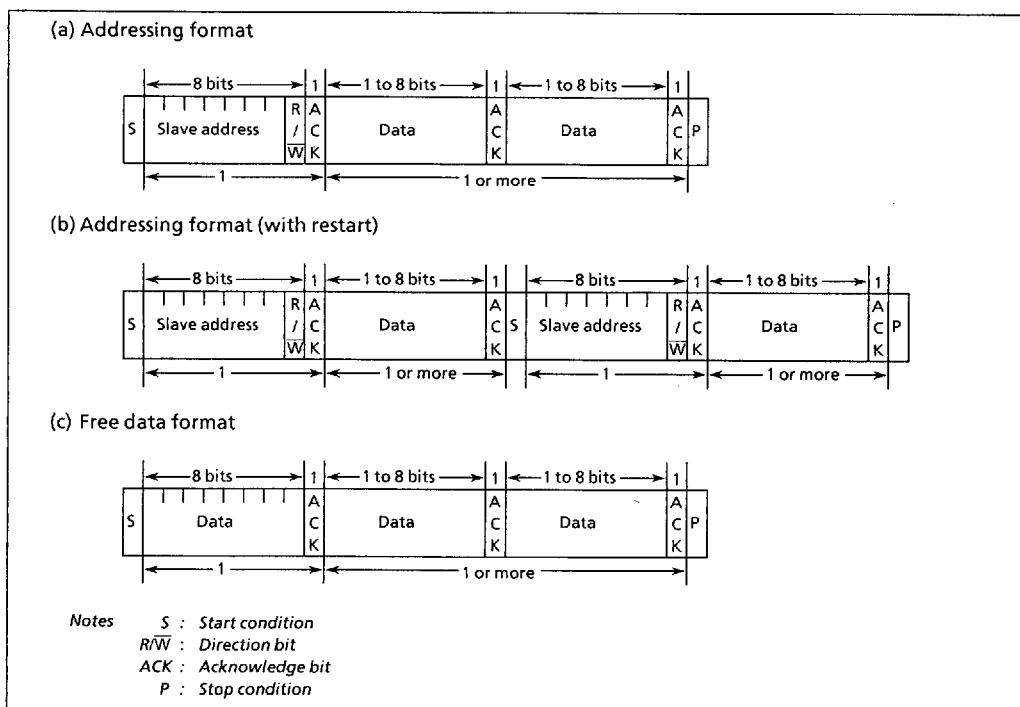 (a) Addressing format
8 bits 1 1 to 8 bits 1 1 to 8 bits 1
S Slave address R/W̅ ACK Data ACK Data ACK P
1 1 or more
(b) Addressing format (with restart)
8 bits 1 1 to 8 bits 1 8 bits 1 1 to 8 bits 1
S Slave address R/W̅ ACK Data ACK S Slave address R/W̅ ACK Data ACK P
1 1 or more 1 1 or more
(c) Free data format
8 bits 1 1 to 8 bits 1 1 to 8 bits 1
S Data ACK Data ACK Data ACK P
1 1 or more
Notes S : Start condition
R/W̅ : Direction bit
ACK : Acknowledge bit
P : Stop condition